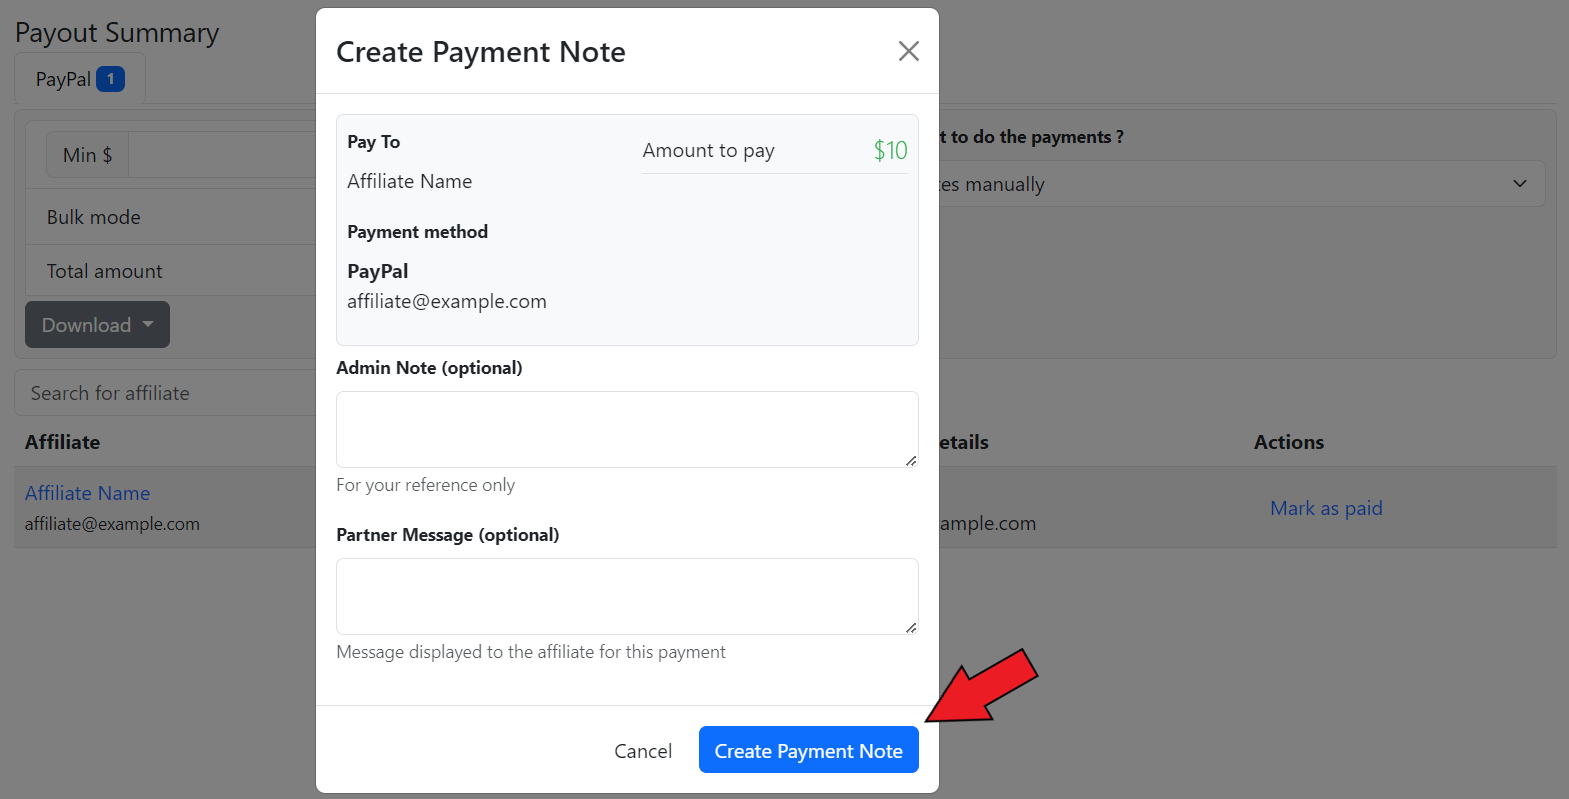 Payout Summary
PayPal 1
Min $
Bulk mode
Total amount
Download
Search for affiliate
Affiliate
Affiliate Name
affiliate@example.com
Create Payment Note
Pay To
Affiliate Name
Amount to pay $10
Payment method
PayPal
affiliate@example.com
Admin Note (optional)
For your reference only
Partner Message (optional)
Message displayed to the affiliate for this payment
Cancel Create Payment Note
t to do the payments ?
es manually
etails Actions
ample.com
Mark as paid